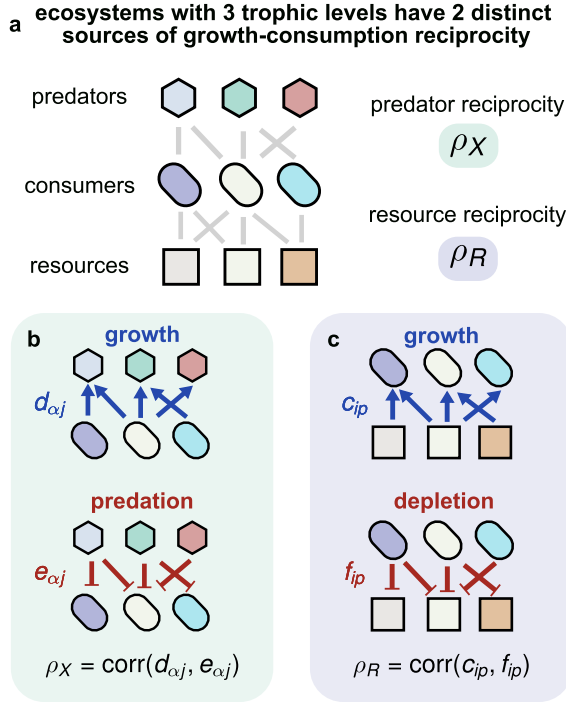 a
ecosystems with 3 trophic levels have 2 distinct
sources of growth-consumption reciprocity
predators
consumers
resources
predator reciprocity
ρX
resource reciprocity
ρR
b
growth
dαj
predation
eαj
ρX = corr(dαj, eαj)
c
growth
cip
depletion
fip
ρR = corr(cip, fip)